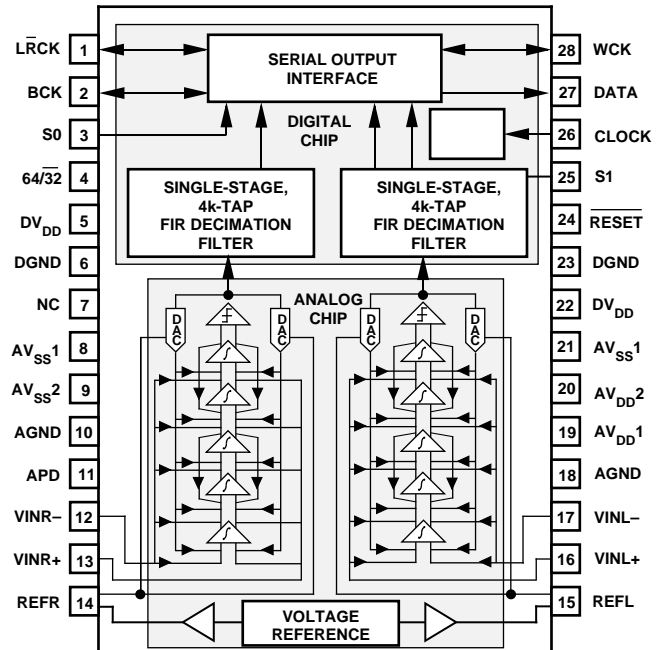 LRCK 1
28 WCK
SERIAL OUTPUT
INTERFACE
BCK 2
27 DATA
DIGITAL
CHIP
S0 3
26 CLOCK
64/32 4
25 S1
SINGLE-STAGE,
4k-TAP
FIR DECIMATION
FILTER
SINGLE-STAGE,
4k-TAP
FIR DECIMATION
FILTER
DVDD 5
24 RESET
DGND 6
23 DGND
NC 7
22 DVDD
ANALOG
CHIP
DAC
DAC
DAC
DAC
∫
∫
∫
∫
∫
∫
∫
∫
∫
∫
AVSS1 8
21 AVSS1
AVSS2 9
20 AVDD2
AGND 10
19 AVDD1
APD 11
18 AGND
VINR– 12
17 VINL–
VINR+ 13
16 VINL+
REFR 14
15 REFL
VOLTAGE
REFERENCE